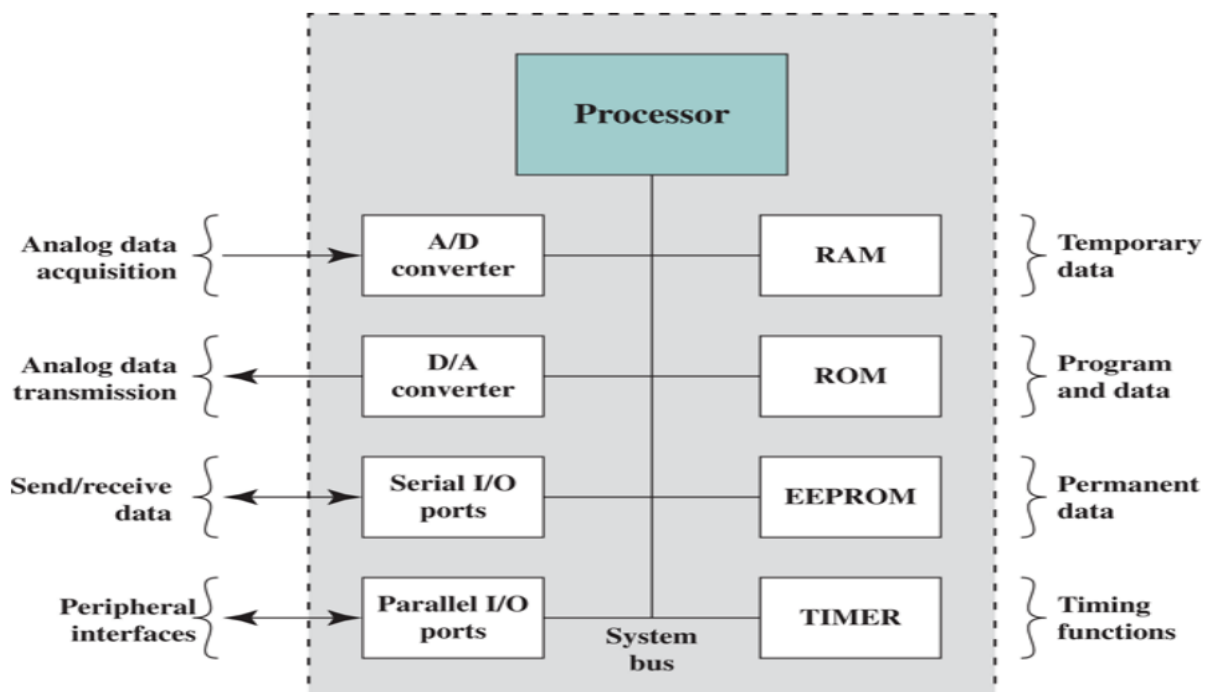 Processor
Analog data
acquisition
A/D
converter
RAM
Temporary
data
Analog data
transmission
D/A
converter
ROM
Program
and data
Send/receive
data
Serial I/O
ports
EEPROM
Permanent
data
Peripheral
interfaces
Parallel I/O
ports
System
bus
TIMER
Timing
functions